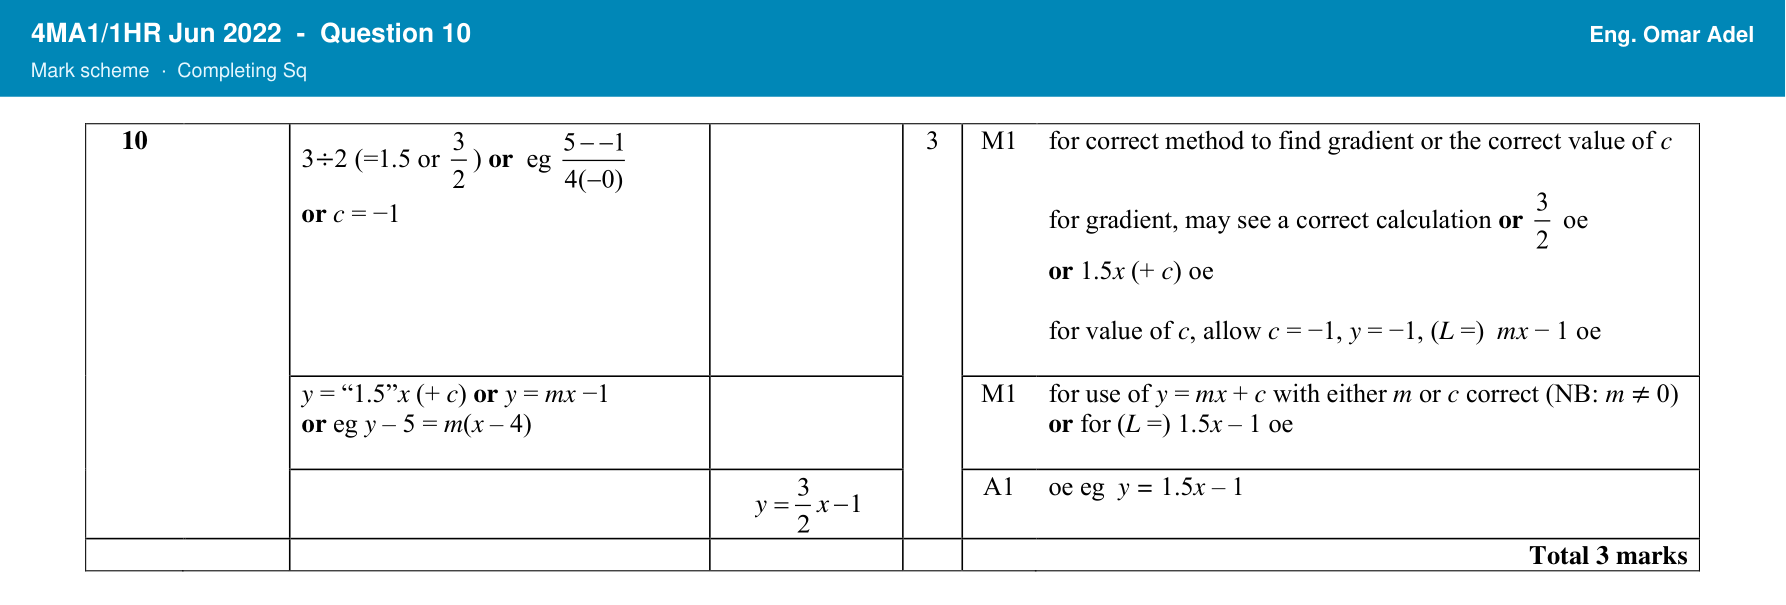 4MA1/1HR Jun 2022 - Question 10
Eng. Omar Adel
Mark scheme · Completing Sq
10
3÷2 (=1.5 or 3/2) or eg (5−−1)/(4(−0))
or c = −1
3
M1 for correct method to find gradient or the correct value of c
for gradient, may see a correct calculation or 3/2 oe
or 1.5x (+ c) oe
for value of c, allow c = −1, y = −1, (L =) mx − 1 oe
y = “1.5”x (+ c) or y = mx −1
or eg y – 5 = m(x – 4)
M1 for use of y = mx + c with either m or c correct (NB: m ≠ 0)
or for (L =) 1.5x – 1 oe
y = 3/2 x −1
A1 oe eg y = 1.5x – 1
Total 3 marks